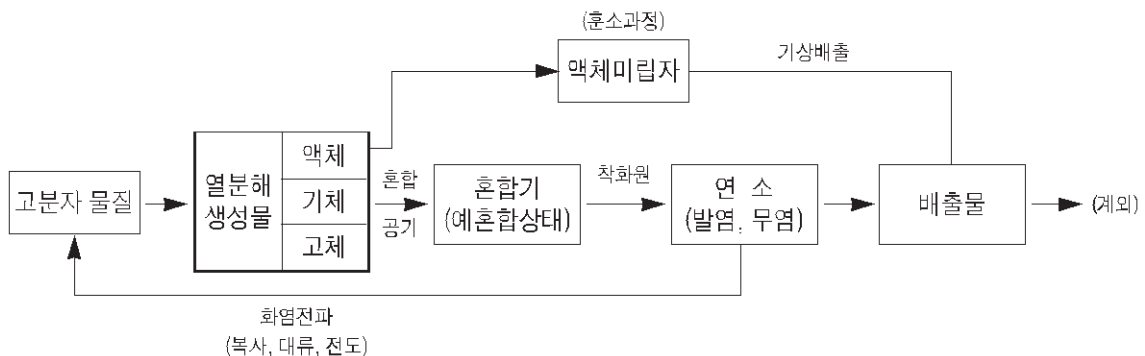 (훈소과정)
액체미립자
기상배출
고분자 물질
열분해
생성물
액체
기체
고체
혼합
공기
혼합기
(예혼합상태)
착화원
연 소
(발염, 무염)
배출물
(계외)
화염전파
(복사, 대류, 전도)